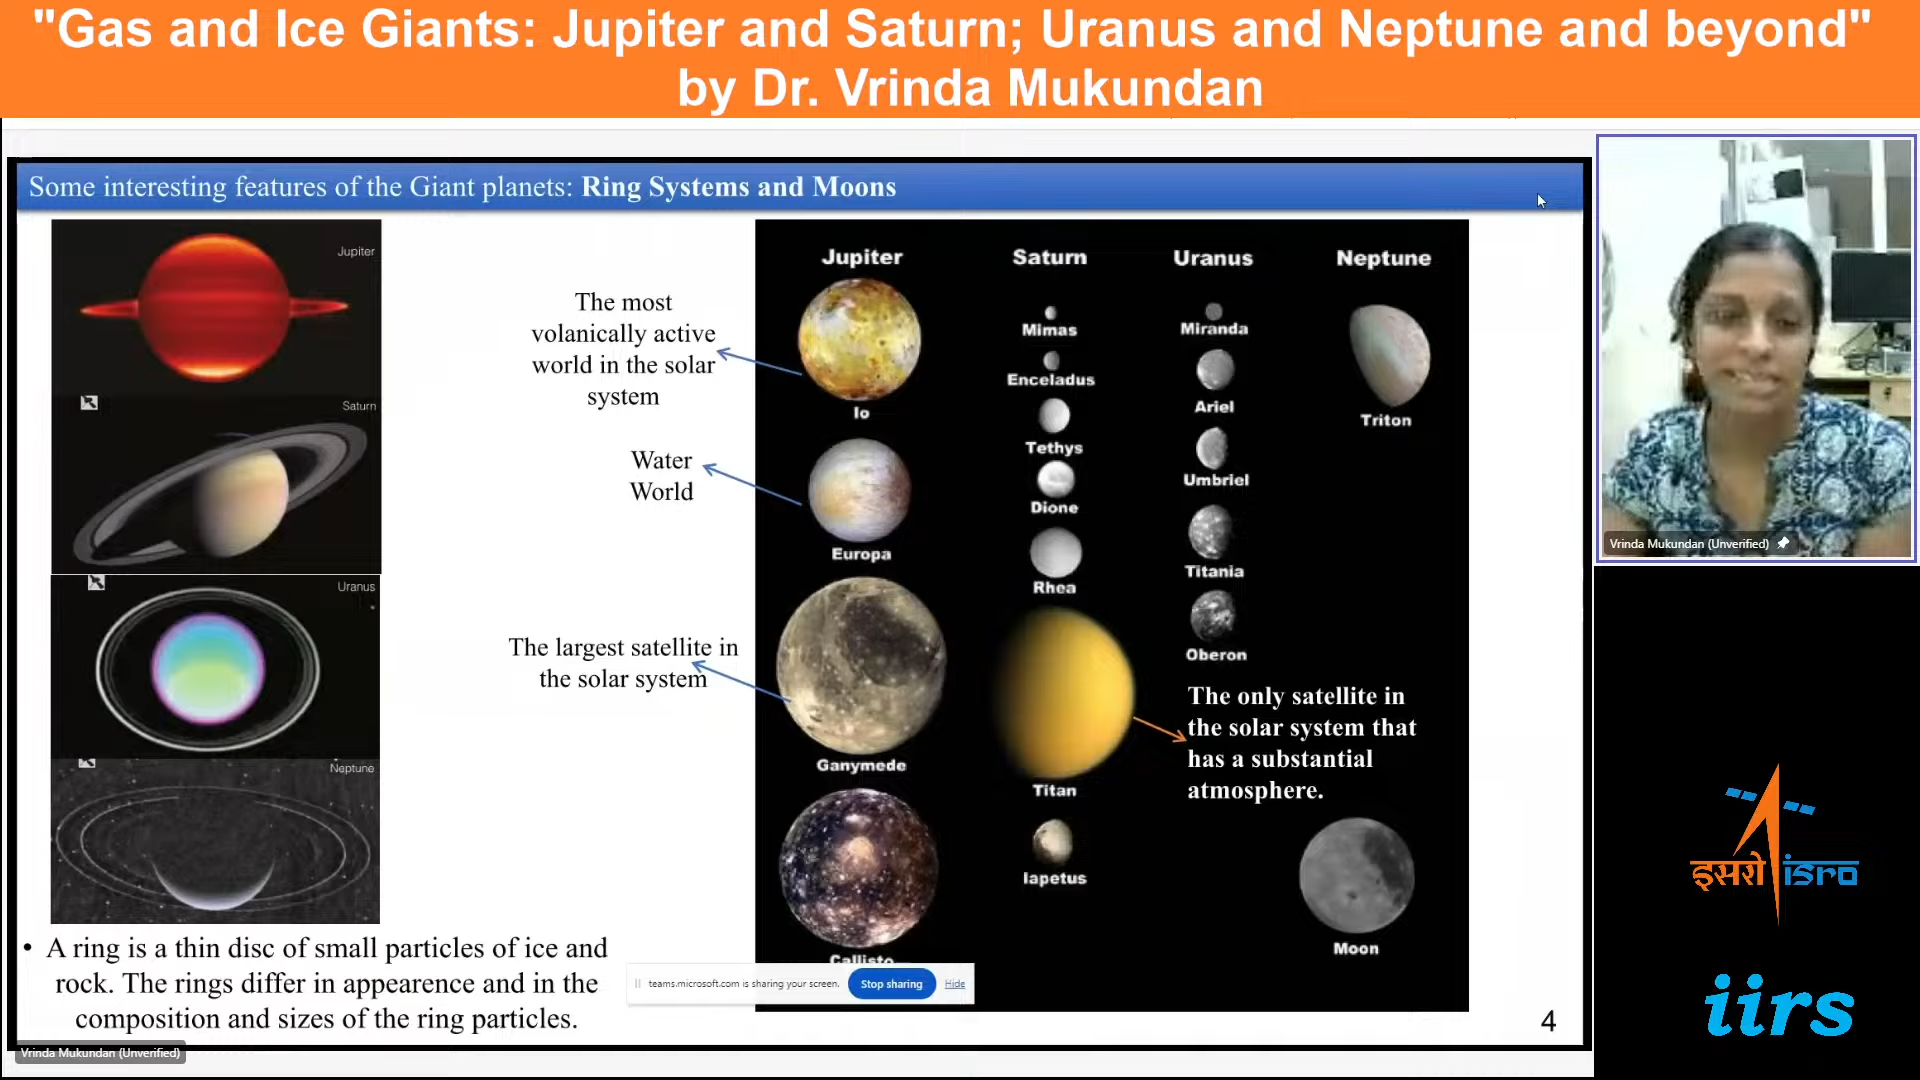 "Gas and Ice Giants: Jupiter and Saturn; Uranus and Neptune and beyond"
by Dr. Vrinda Mukundan
Some interesting features of the Giant planets: Ring Systems and Moons
Jupiter
Saturn
Uranus
Neptune
The most
volanically active
world in the solar
system
Water
World
The largest satellite in
the solar system
Jupiter
Saturn
Uranus
Neptune
Io
Europa
Ganymede
Callisto
Mimas
Enceladus
Tethys
Dione
Rhea
Titan
Iapetus
Miranda
Ariel
Umbriel
Titania
Oberon
Triton
The only satellite in
the solar system that
has a substantial
atmosphere.
Moon
• A ring is a thin disc of small particles of ice and
rock. The rings differ in appearence and in the
composition and sizes of the ring particles.
teams.microsoft.com is sharing your screen.
Stop sharing
Hide
4
Vrinda Mukundan (Unverified)
Vrinda Mukundan (Unverified)
इसरो isro
iirs